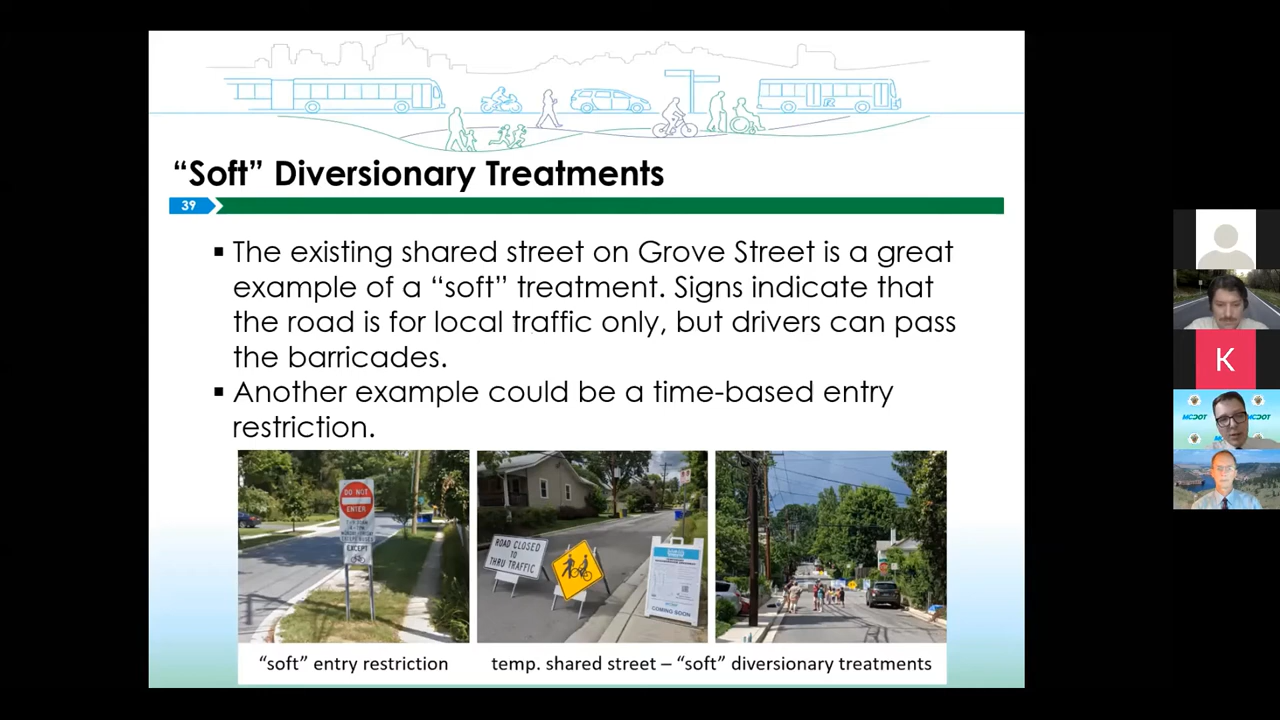 “Soft” Diversionary Treatments
39
▪ The existing shared street on Grove Street is a great
example of a “soft” treatment. Signs indicate that
the road is for local traffic only, but drivers can pass
the barricades.
▪ Another example could be a time-based entry
restriction.
DO NOT
ENTER
EXCEPT
ROAD CLOSED
TO
THRU TRAFFIC
COMING SOON
“soft” entry restriction
temp. shared street – “soft” diversionary treatments
K
MCDOT
MCDOT